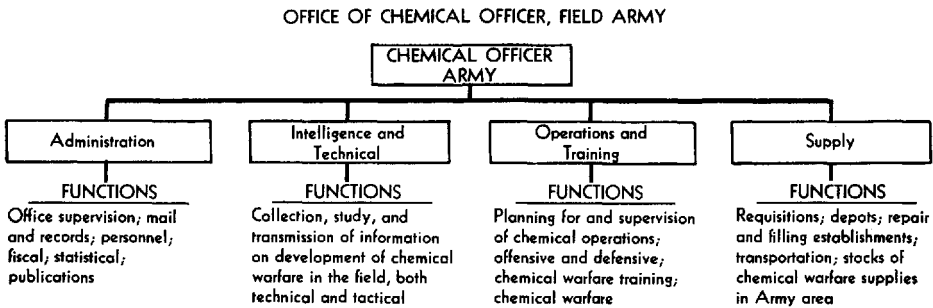 OFFICE OF CHEMICAL OFFICER, FIELD ARMY
CHEMICAL OFFICER
ARMY
Administration
Intelligence and
Technical
Operations and
Training
Supply
FUNCTIONS
Office supervision; mail
and records; personnel;
fiscal; statistical;
publications
FUNCTIONS
Collection, study, and
transmission of information
on development of chemical
warfare in the field, both
technical and tactical
FUNCTIONS
Planning for and supervision
of chemical operations;
offensive and defensive;
chemical warfare training;
chemical warfare
FUNCTIONS
Requisitions; depots; repair
and filling establishments;
transportation; stocks of
chemical warfare supplies
in Army area